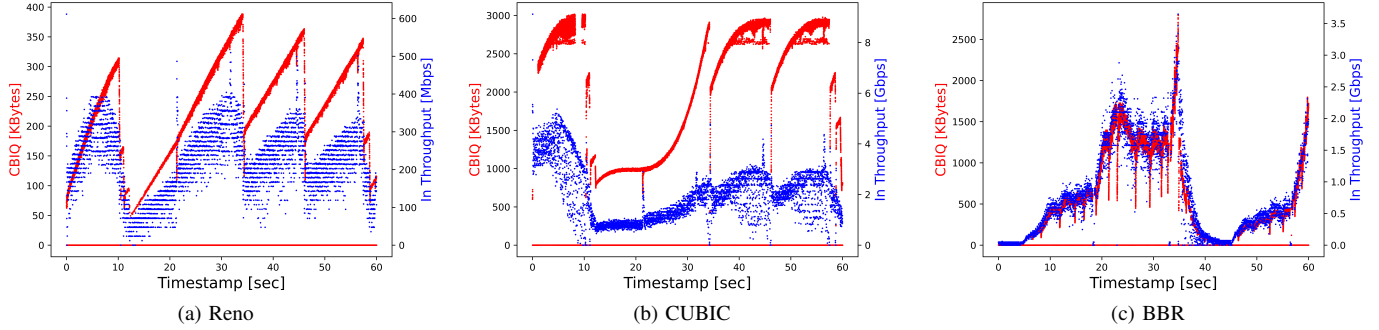 400
350
300
250
200
150
100
50
0
CBIQ [KBytes]
600
500
400
300
200
100
0
In Throughput [Mbps]
0 10 20 30 40 50 60
Timestamp [sec]
(a) Reno
3000
2500
2000
1500
1000
500
0
CBIQ [KBytes]
8
6
4
2
0
In Throughput [Gbps]
0 10 20 30 40 50 60
Timestamp [sec]
(b) CUBIC
2500
2000
1500
1000
500
0
CBIQ [KBytes]
3.5
3.0
2.5
2.0
1.5
1.0
0.5
0.0
In Throughput [Gbps]
0 10 20 30 40 50 60
Timestamp [sec]
(c) BBR